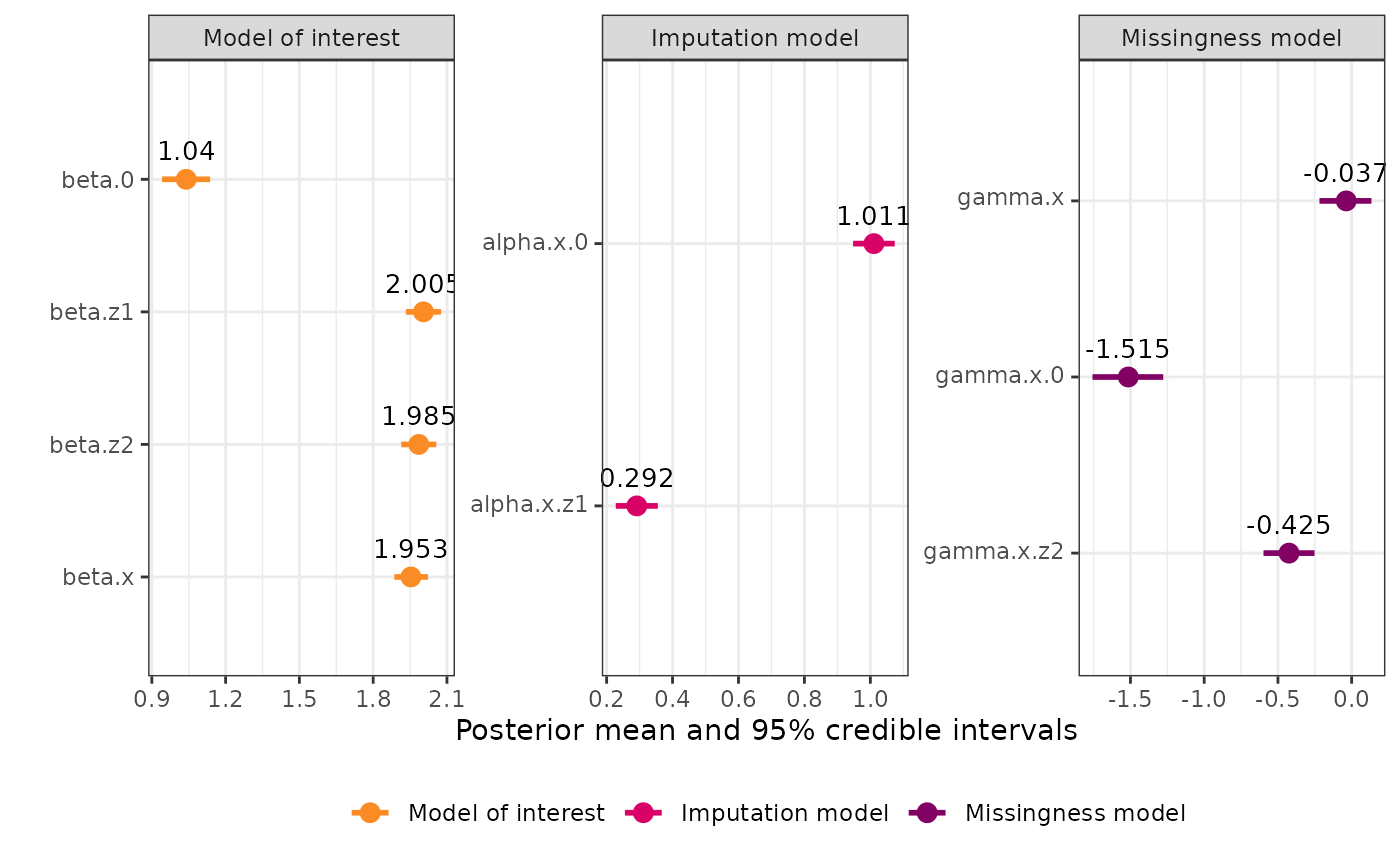 Model of interest
Imputation model
Missingness model
beta.0
1.04
beta.z1
2.005
beta.z2
1.985
beta.x
1.953
0.9 1.2 1.5 1.8 2.1
alpha.x.0
1.011
alpha.x.z1
0.292
0.2 0.4 0.6 0.8 1.0
gamma.x
-0.037
gamma.x.0
-1.515
gamma.x.z2
-0.425
-1.5 -1.0 -0.5 0.0
Posterior mean and 95% credible intervals
Model of interest Imputation model Missingness model